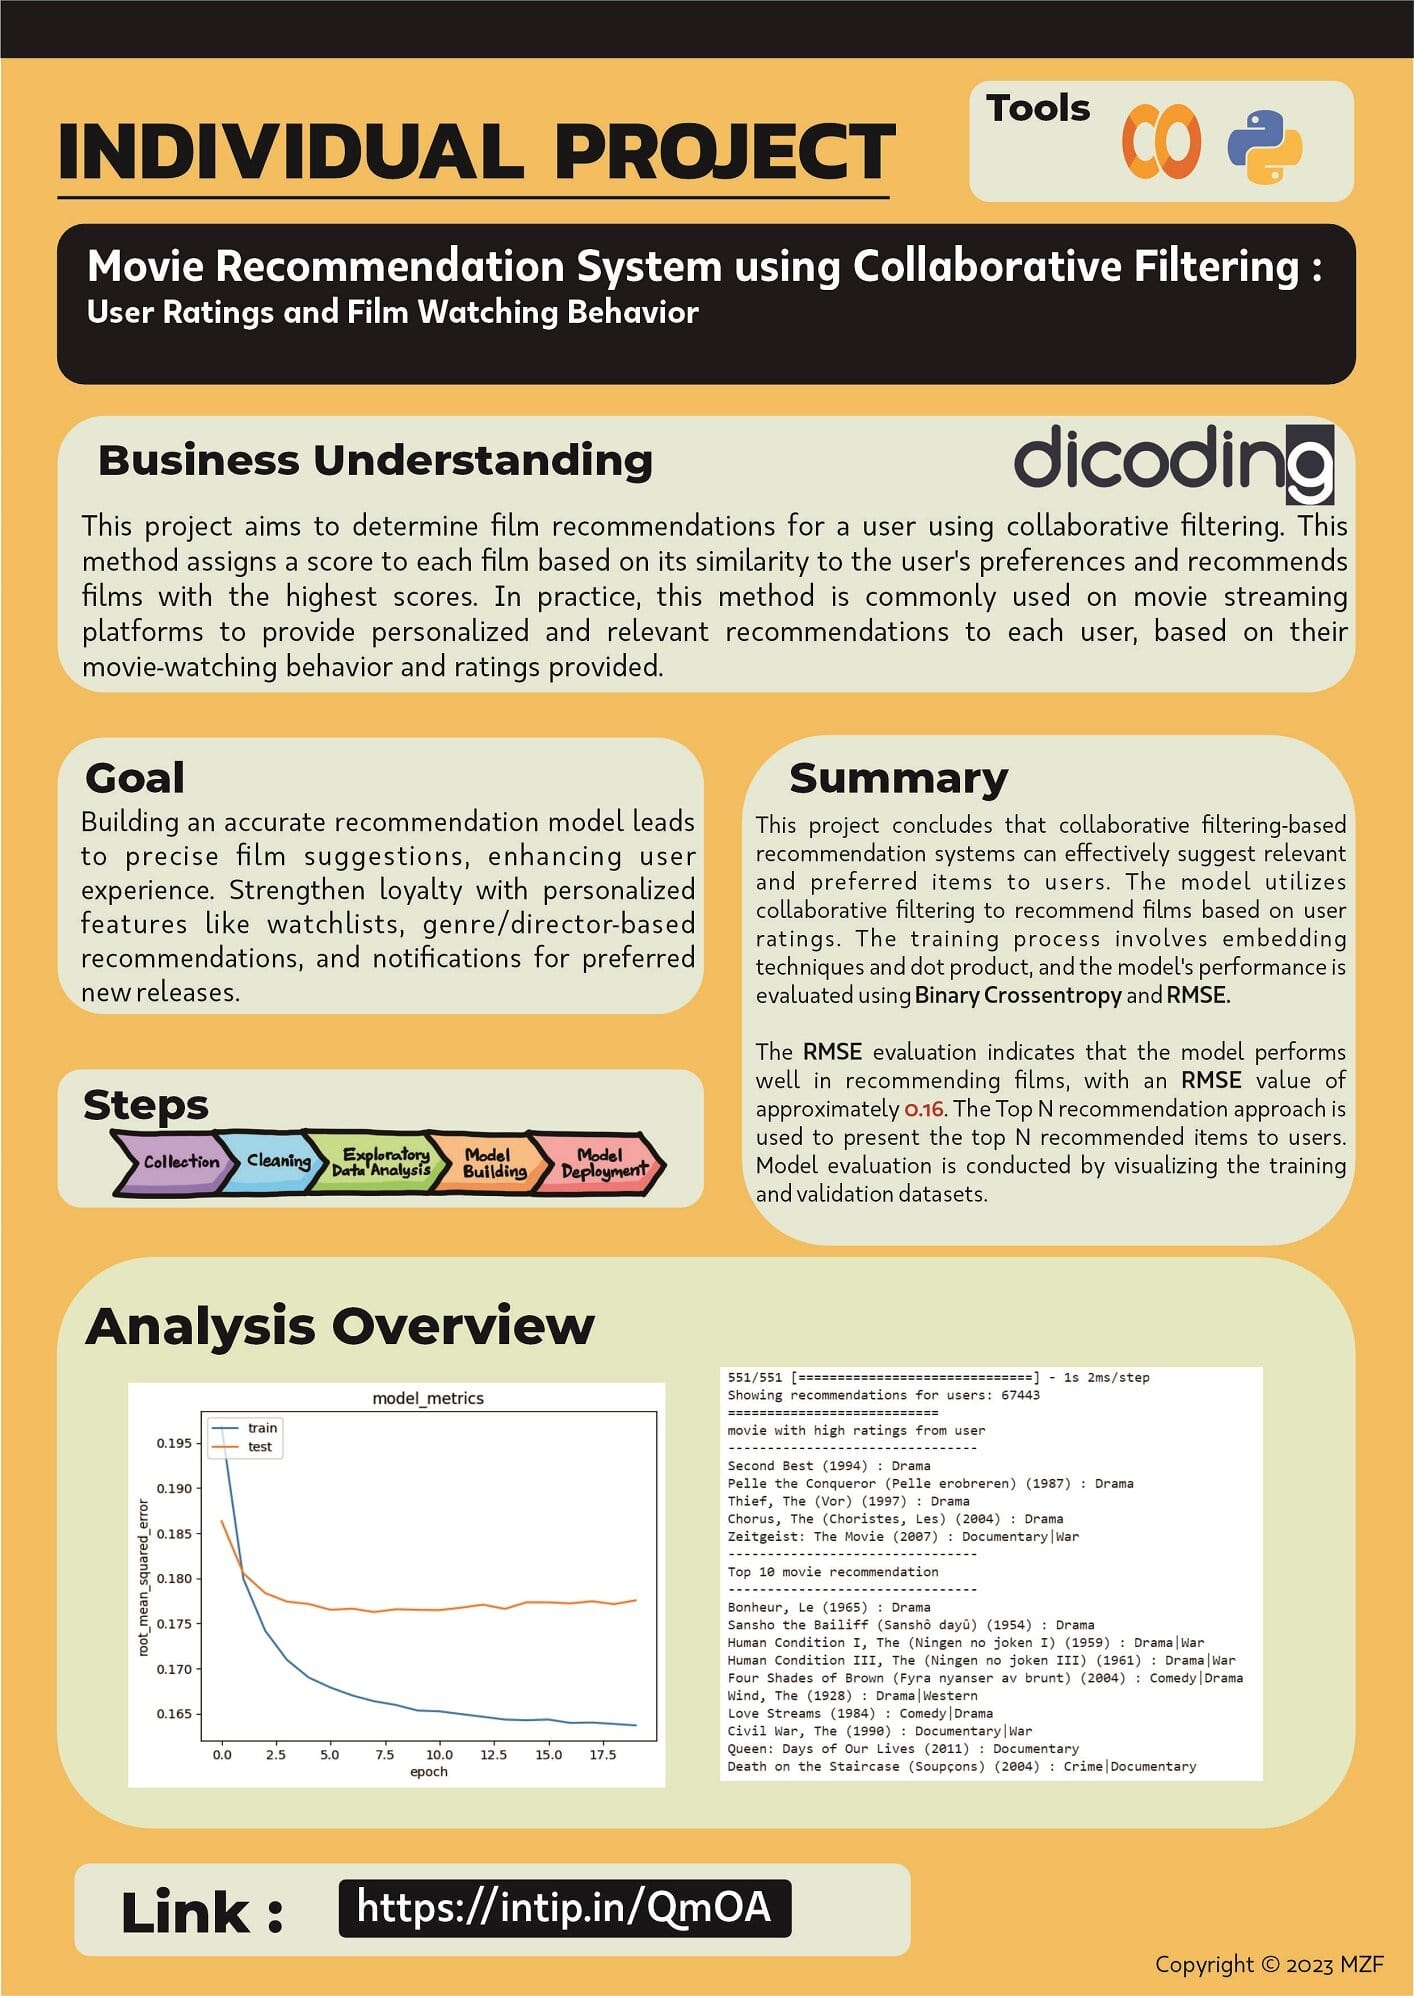 INDIVIDUAL PROJECT
Tools
Movie Recommendation System using Collaborative Filtering :
User Ratings and Film Watching Behavior
Business Understanding
dicoding
This project aims to determine film recommendations for a user using collaborative filtering. This
method assigns a score to each film based on its similarity to the user's preferences and recommends
films with the highest scores. In practice, this method is commonly used on movie streaming
platforms to provide personalized and relevant recommendations to each user, based on their
movie-watching behavior and ratings provided.
Goal
Building an accurate recommendation model leads
to precise film suggestions, enhancing user
experience. Strengthen loyalty with personalized
features like watchlists, genre/director-based
recommendations, and notifications for preferred
new releases.
Steps
Collection
Cleaning
Exploratory
Data Analysis
Model
Building
Model
Deployment
Summary
This project concludes that collaborative filtering-based
recommendation systems can effectively suggest relevant
and preferred items to users. The model utilizes
collaborative filtering to recommend films based on user
ratings. The training process involves embedding
techniques and dot product, and the model's performance is
evaluated using Binary Crossentropy and RMSE.
The RMSE evaluation indicates that the model performs
well in recommending films, with an RMSE value of
approximately 0.16. The Top N recommendation approach is
used to present the top N recommended items to users.
Model evaluation is conducted by visualizing the training
and validation datasets.
Analysis Overview
model_metrics
train
test
root_mean_squared_error
0.195
0.190
0.185
0.180
0.175
0.170
0.165
0.0 2.5 5.0 7.5 10.0 12.5 15.0 17.5
epoch
551/551 [==============================] - 1s 2ms/step
Showing recommendations for users: 67443
===========================
movie with high ratings from user
--------------------------------
Second Best (1994) : Drama
Pelle the Conqueror (Pelle erobreren) (1987) : Drama
Thief, The (Vor) (1997) : Drama
Chorus, The (Choristes, Les) (2004) : Drama
Zeitgeist: The Movie (2007) : Documentary|War
--------------------------------
Top 10 movie recommendation
--------------------------------
Bonheur, Le (1965) : Drama
Sansho the Bailiff (Sanshô dayû) (1954) : Drama
Human Condition I, The (Ningen no joken I) (1959) : Drama|War
Human Condition III, The (Ningen no joken III) (1961) : Drama|War
Four Shades of Brown (Fyra nyanser av brunt) (2004) : Comedy|Drama
Wind, The (1928) : Drama|Western
Love Streams (1984) : Comedy|Drama
Civil War, The (1990) : Documentary|War
Queen: Days of Our Lives (2011) : Documentary
Death on the Staircase (Soupçons) (2004) : Crime|Documentary
Link :
https://intip.in/QmOA
Copyright © 2023 MZF